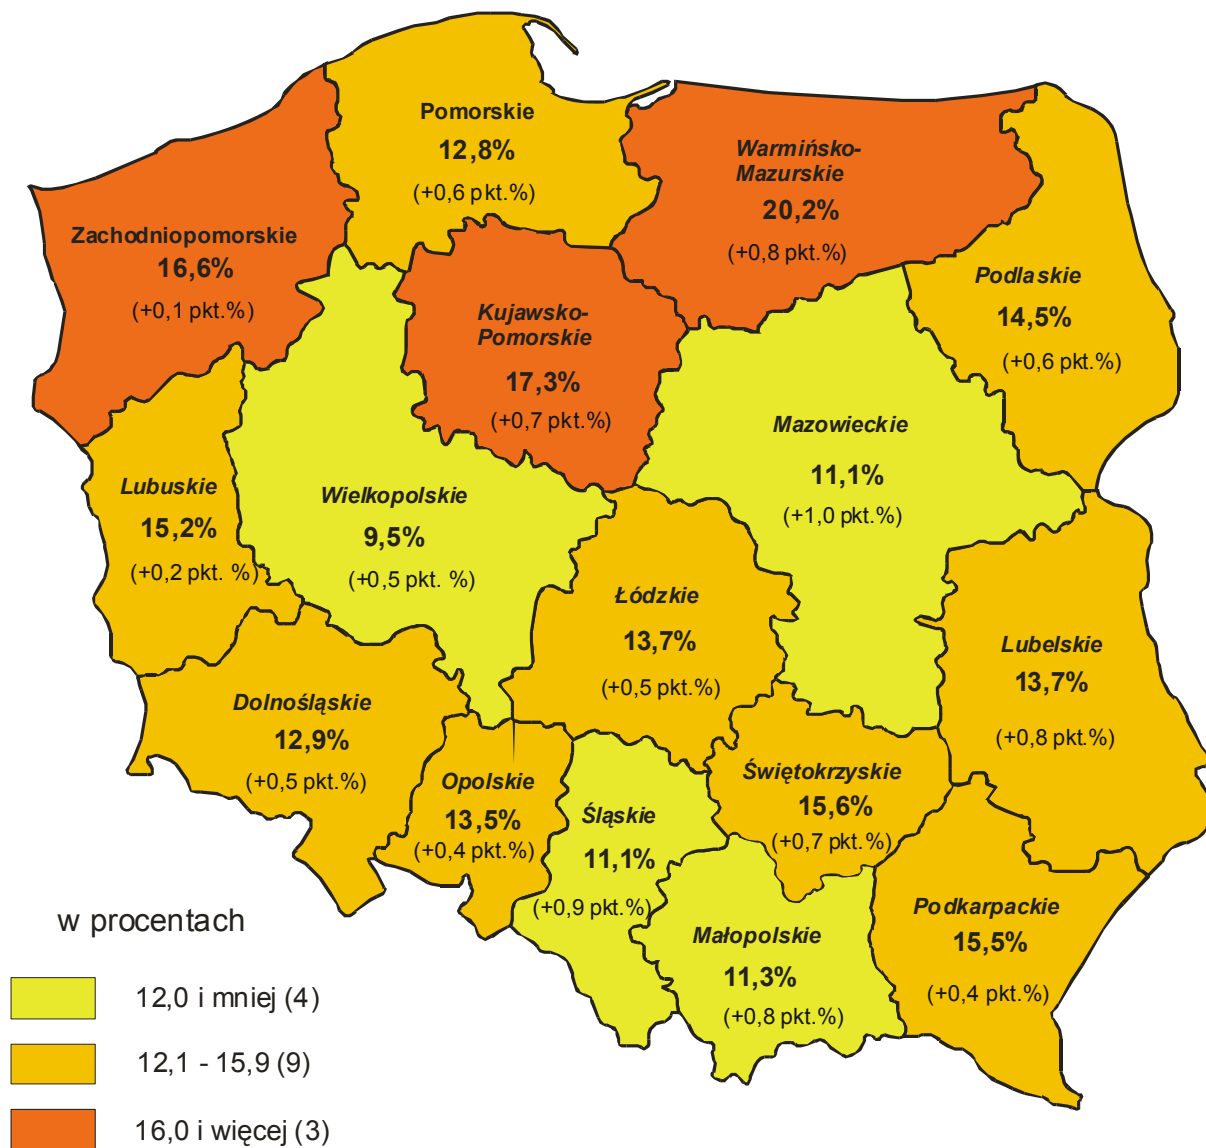 Pomorskie
12,8%
(+0,6 pkt.%)
Warmińsko-
Mazurskie
20,2%
(+0,8 pkt.%)
Zachodniopomorskie
16,6%
(+0,1 pkt.%)
Podlaskie
14,5%
(+0,6 pkt.%)
Kujawsko-
Pomorskie
17,3%
(+0,7 pkt.%)
Mazowieckie
11,1%
(+1,0 pkt.%)
Lubuskie
15,2%
(+0,2 pkt. %)
Wielkopolskie
9,5%
(+0,5 pkt. %)
Łódzkie
13,7%
(+0,5 pkt.%)
Lubelskie
13,7%
(+0,8 pkt.%)
Dolnośląskie
12,9%
(+0,5 pkt.%)
Opolskie
13,5%
(+0,4 pkt.%)
Śląskie
11,1%
(+0,9 pkt.%)
Świętokrzyskie
15,6%
(+0,7 pkt.%)
Małopolskie
11,3%
(+0,8 pkt.%)
Podkarpackie
15,5%
(+0,4 pkt.%)
w procentach
12,0 i mniej (4)
12,1 - 15,9 (9)
16,0 i więcej (3)